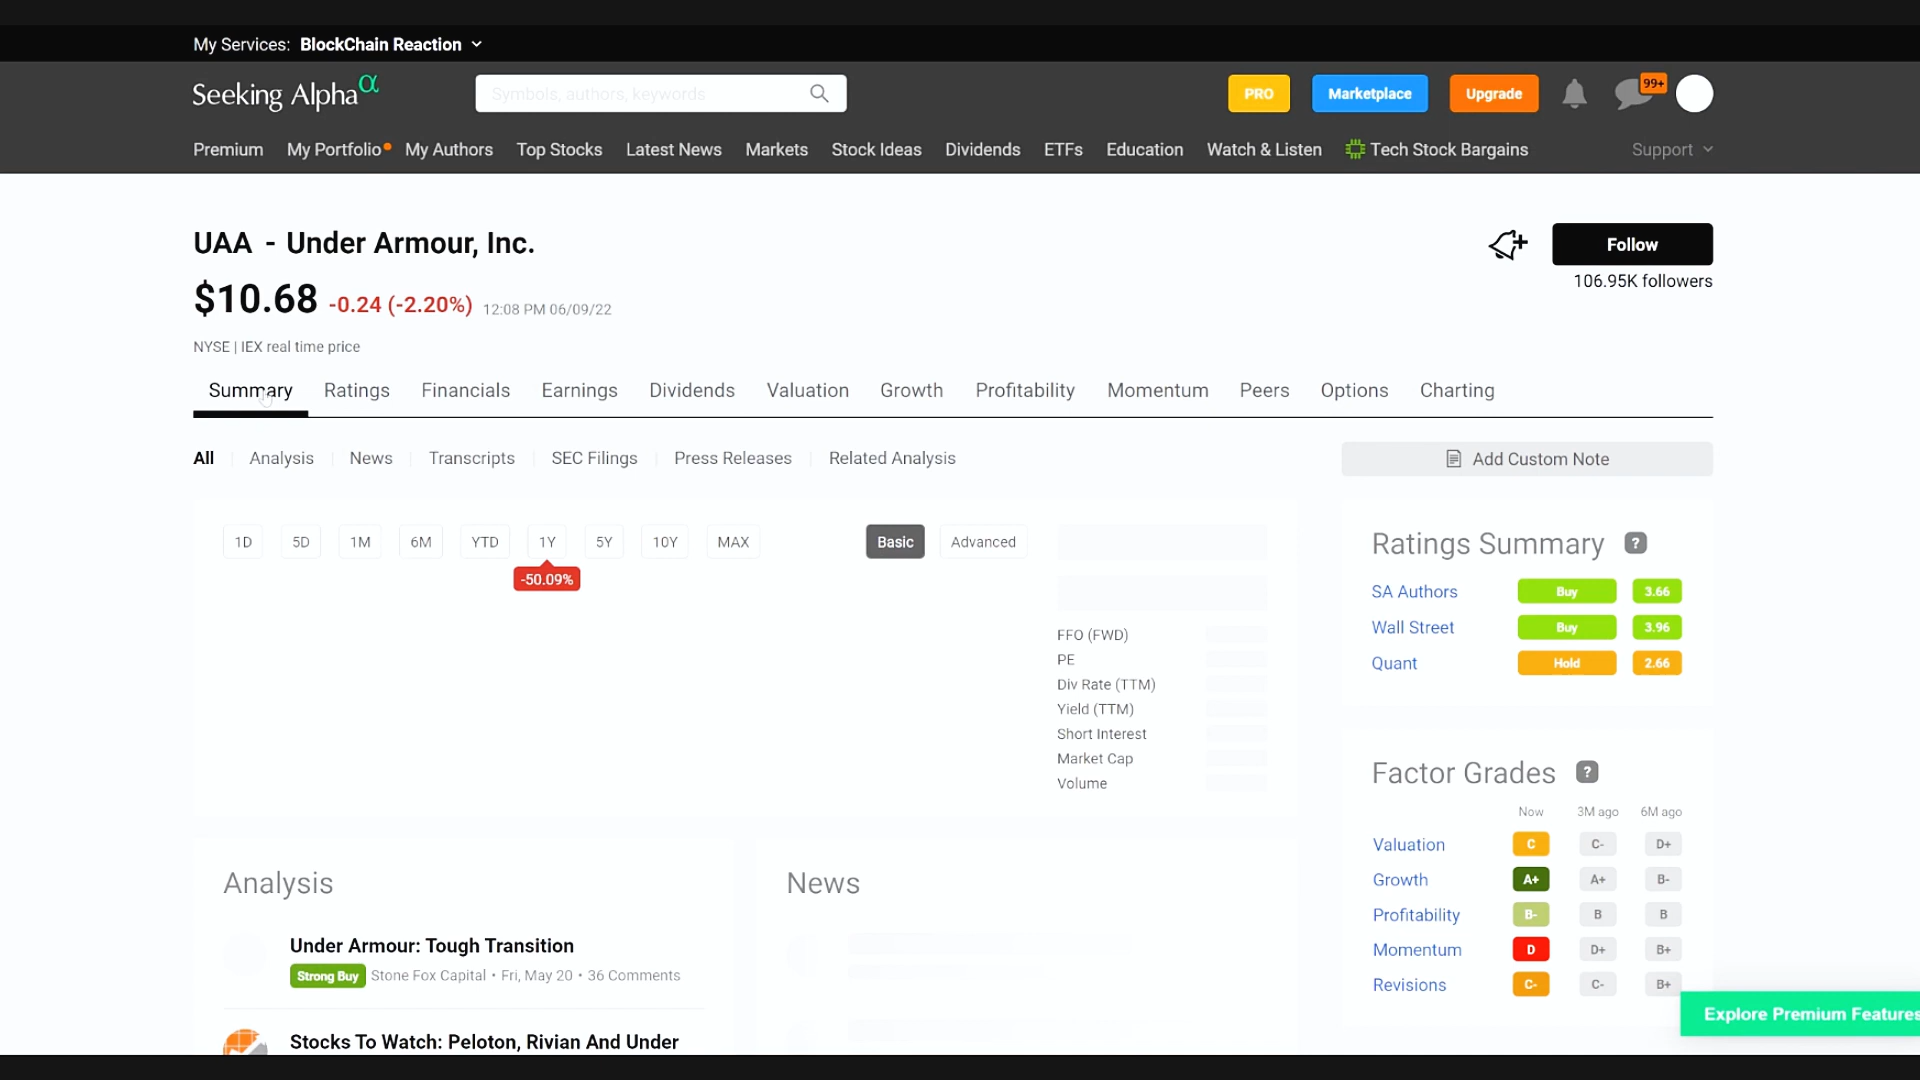 My Services: BlockChain Reaction
Seeking Alpha α
Symbols, authors, keywords
PRO
Marketplace
Upgrade
99+
Premium My Portfolio My Authors Top Stocks Latest News Markets Stock Ideas Dividends ETFs Education Watch & Listen Tech Stock Bargains Support
UAA - Under Armour, Inc.
Follow
106.95K followers
$10.68 -0.24 (-2.20%) 12:08 PM 06/09/22
NYSE | IEX real time price
Summary Ratings Financials Earnings Dividends Valuation Growth Profitability Momentum Peers Options Charting
All Analysis News Transcripts SEC Filings Press Releases Related Analysis
Add Custom Note
1D 5D 1M 6M YTD 1Y 5Y 10Y MAX
-50.09%
Basic Advanced
FFO (FWD)
PE
Div Rate (TTM)
Yield (TTM)
Short Interest
Market Cap
Volume
Ratings Summary ?
SA Authors Buy 3.66
Wall Street Buy 3.96
Quant Hold 2.66
Factor Grades ?
Now 3M ago 6M ago
Valuation C C- D+
Growth A+ A+ B-
Profitability B- B B
Momentum D D+ B+
Revisions C- C- B+
Explore Premium Features
Analysis
Under Armour: Tough Transition
Strong Buy Stone Fox Capital • Fri, May 20 • 36 Comments
Stocks To Watch: Peloton, Rivian And Under
News